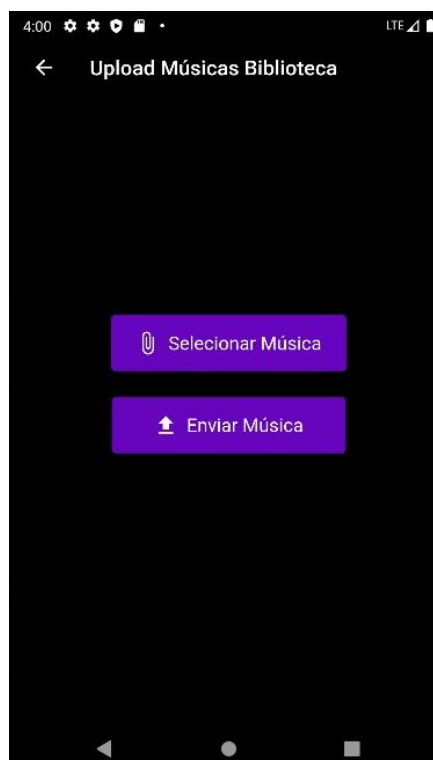 4:00 LTE
Upload Músicas Biblioteca
Selecionar Música
Enviar Música